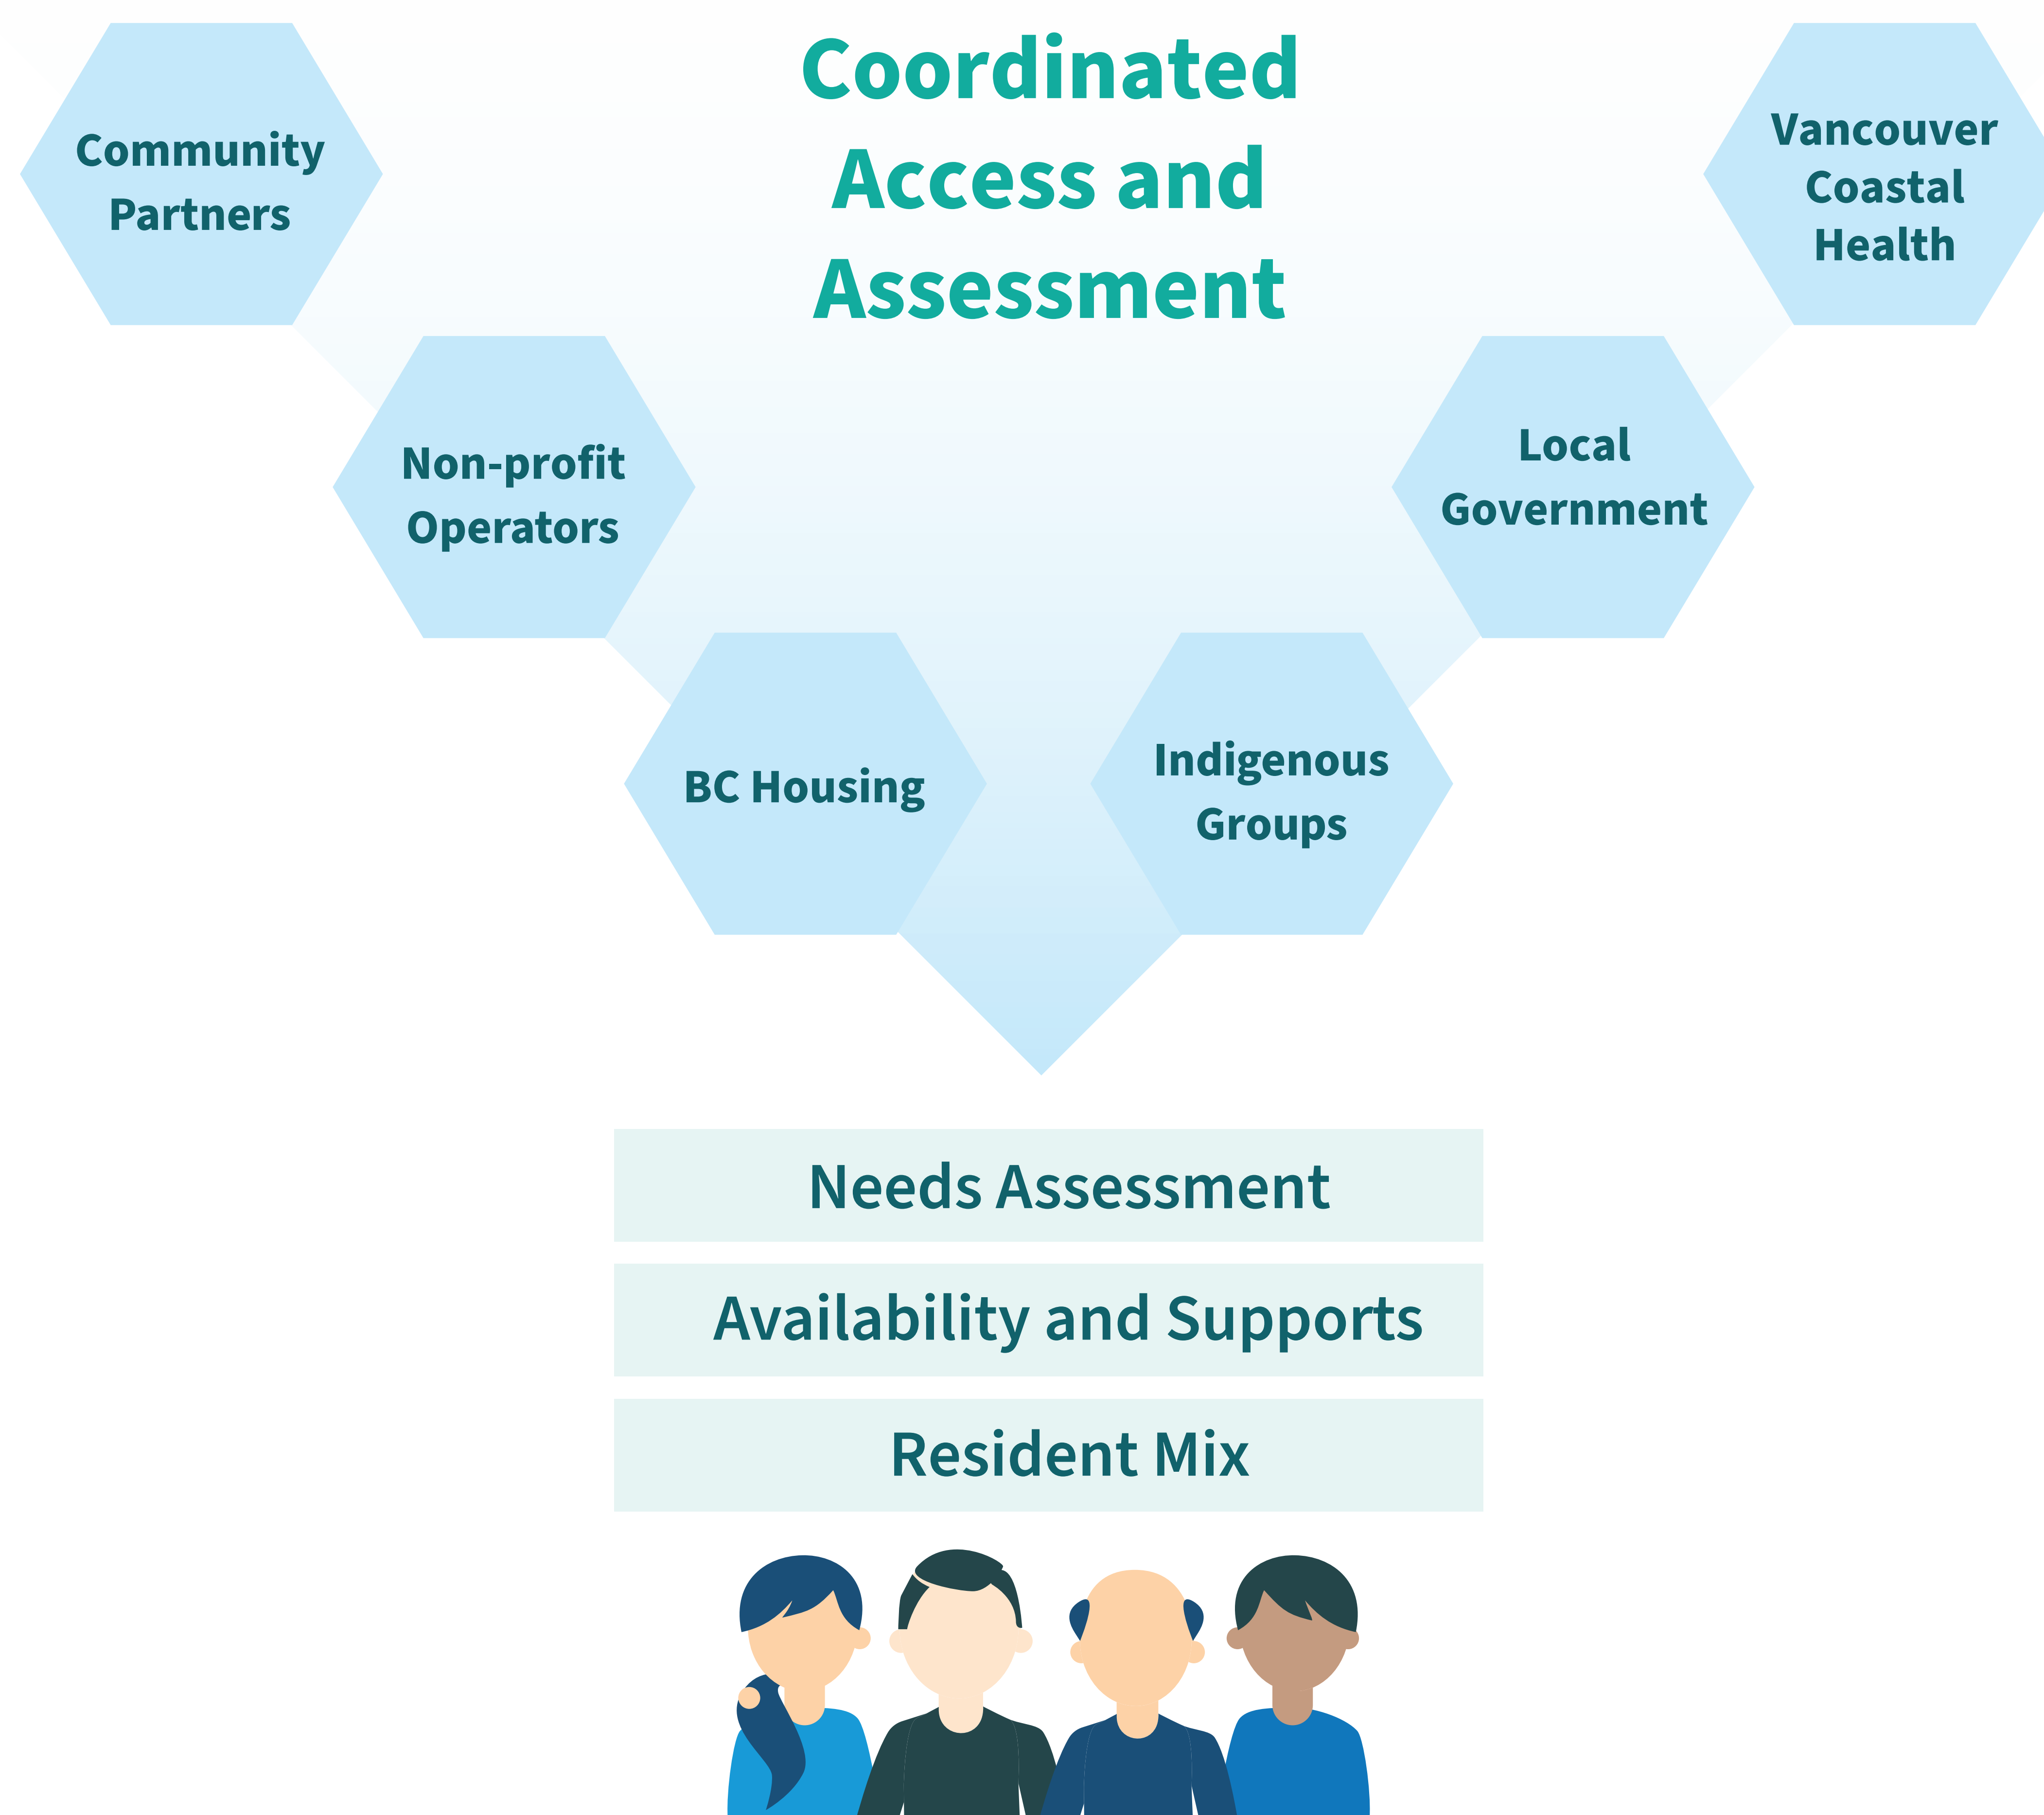 Coordinated
Access and
Assessment
Community
Partners
Vancouver
Coastal
Health
Non-profit
Operators
Local
Government
BC Housing
Indigenous
Groups
Needs Assessment
Availability and Supports
Resident Mix